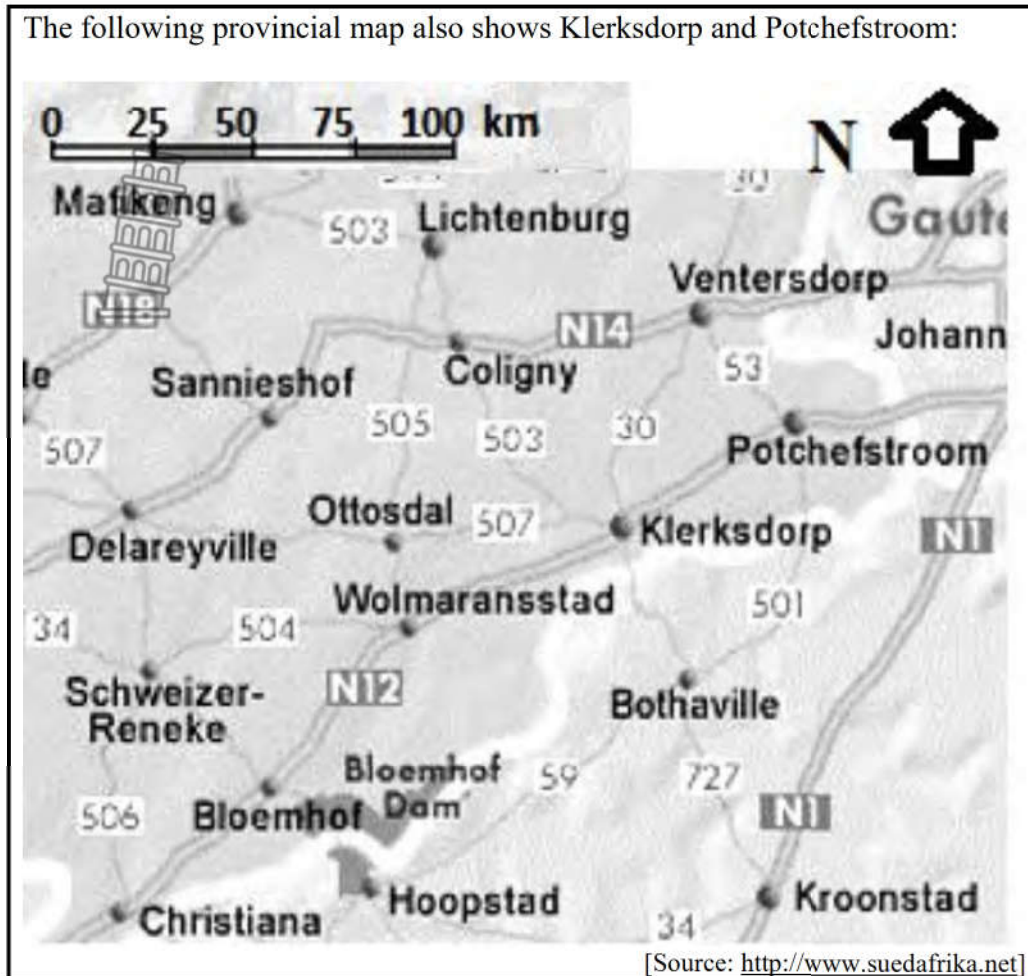 The following provincial map also shows Klerksdorp and Potchefstroom:
0 25 50 75 100 km
N
30
Mafikeng
503
Lichtenburg
Gaute
Ventersdorp
N18
N14
Johann
le
Sannieshof
Coligny
53
507
505
503
30
Potchefstroom
Ottosdal
507
Klerksdorp
N1
Delareyville
Wolmaransstad
501
34
504
Schweizer-
Reneke
N12
Bothaville
Bloemhof
Dam
59
727
506
Bloemhof
N1
Hoopstad
Kroonstad
Christiana
34
[Source: http://www.suedafrika.net]